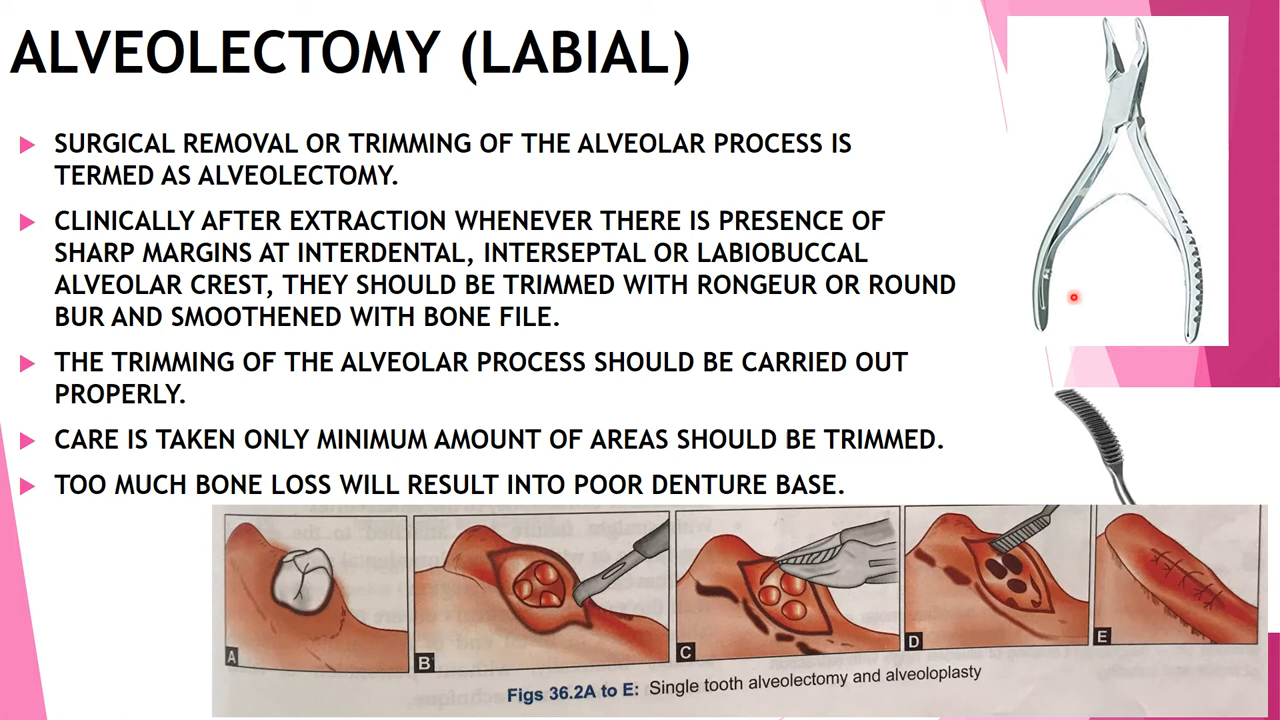 ALVEOLECTOMY (LABIAL)
SURGICAL REMOVAL OR TRIMMING OF THE ALVEOLAR PROCESS IS
TERMED AS ALVEOLECTOMY.
CLINICALLY AFTER EXTRACTION WHENEVER THERE IS PRESENCE OF
SHARP MARGINS AT INTERDENTAL, INTERSEPTAL OR LABIOBUCCAL
ALVEOLAR CREST, THEY SHOULD BE TRIMMED WITH RONGEUR OR ROUND
BUR AND SMOOTHENED WITH BONE FILE.
THE TRIMMING OF THE ALVEOLAR PROCESS SHOULD BE CARRIED OUT
PROPERLY.
CARE IS TAKEN ONLY MINIMUM AMOUNT OF AREAS SHOULD BE TRIMMED.
TOO MUCH BONE LOSS WILL RESULT INTO POOR DENTURE BASE.
A
B
C
D
E
Figs 36.2A to E: Single tooth alveolectomy and alveoloplasty